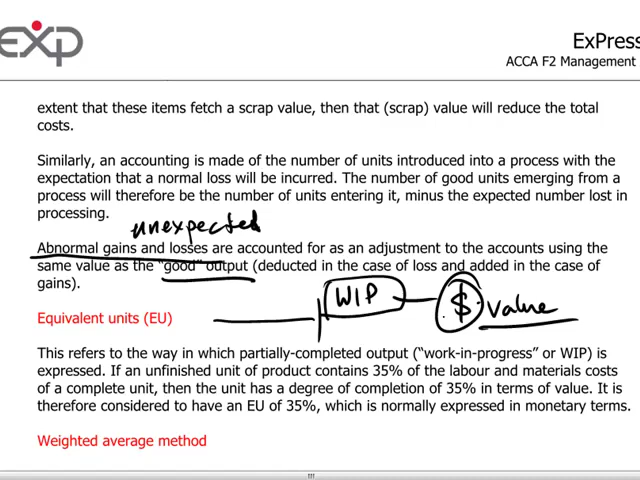 exp
ExPress
ACCA F2 Management
extent that these items fetch a scrap value, then that (scrap) value will reduce the total
costs.
Similarly, an accounting is made of the number of units introduced into a process with the
expectation that a normal loss will be incurred. The number of good units emerging from a
process will therefore be the number of units entering it, minus the expected number lost in
processing.
unexpected
Abnormal gains and losses are accounted for as an adjustment to the accounts using the
same value as the "good" output (deducted in the case of loss and added in the case of
gains).
WIP $ value
Equivalent units (EU)
This refers to the way in which partially-completed output ("work-in-progress" or WIP) is
expressed. If an unfinished unit of product contains 35% of the labour and materials costs
of a complete unit, then the unit has a degree of completion of 35% in terms of value. It is
therefore considered to have an EU of 35%, which is normally expressed in monetary terms.
Weighted average method